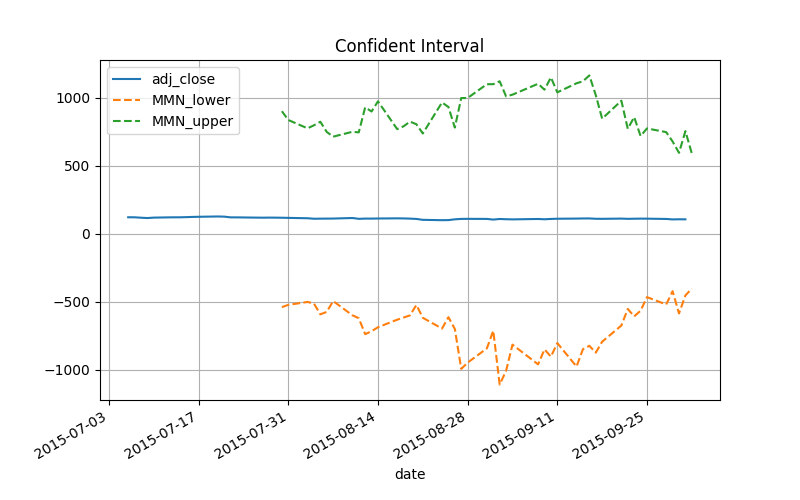 Confident Interval
adj_close
MMN_lower
MMN_upper
1000
500
0
−500
−1000
2015-07-03
2015-07-17
2015-07-31
2015-08-14
2015-08-28
2015-09-11
2015-09-25
date